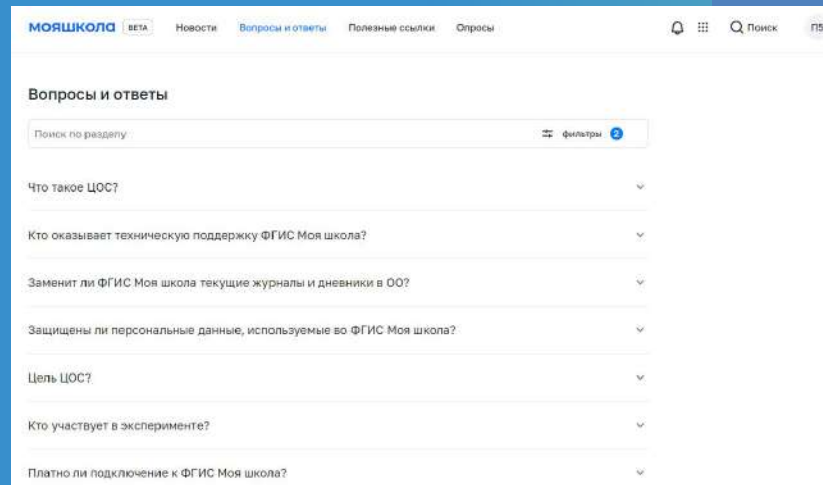 МОЯШКОЛА BETA Новости Вопросы и ответы Полезные ссылки Опросы Поиск П5
Вопросы и ответы
Поиск по разделу фильтры 2
Что такое ЦОС?
Кто оказывает техническую поддержку ФГИС Моя школа?
Заменит ли ФГИС Моя школа текущие журналы и дневники в ОО?
Защищены ли персональные данные, используемые во ФГИС Моя школа?
Цель ЦОС?
Кто участвует в эксперименте?
Платно ли подключение к ФГИС Моя школа?